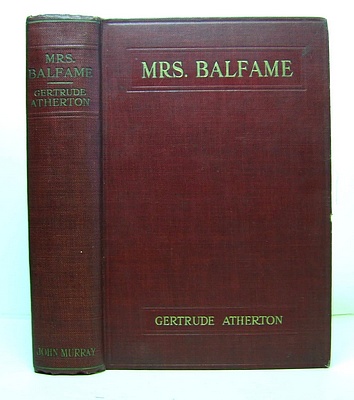 MRS.
BALFAME
GERTRUDE
ATHERTON
JOHN MURRAY
MRS. BALFAME
GERTRUDE ATHERTON